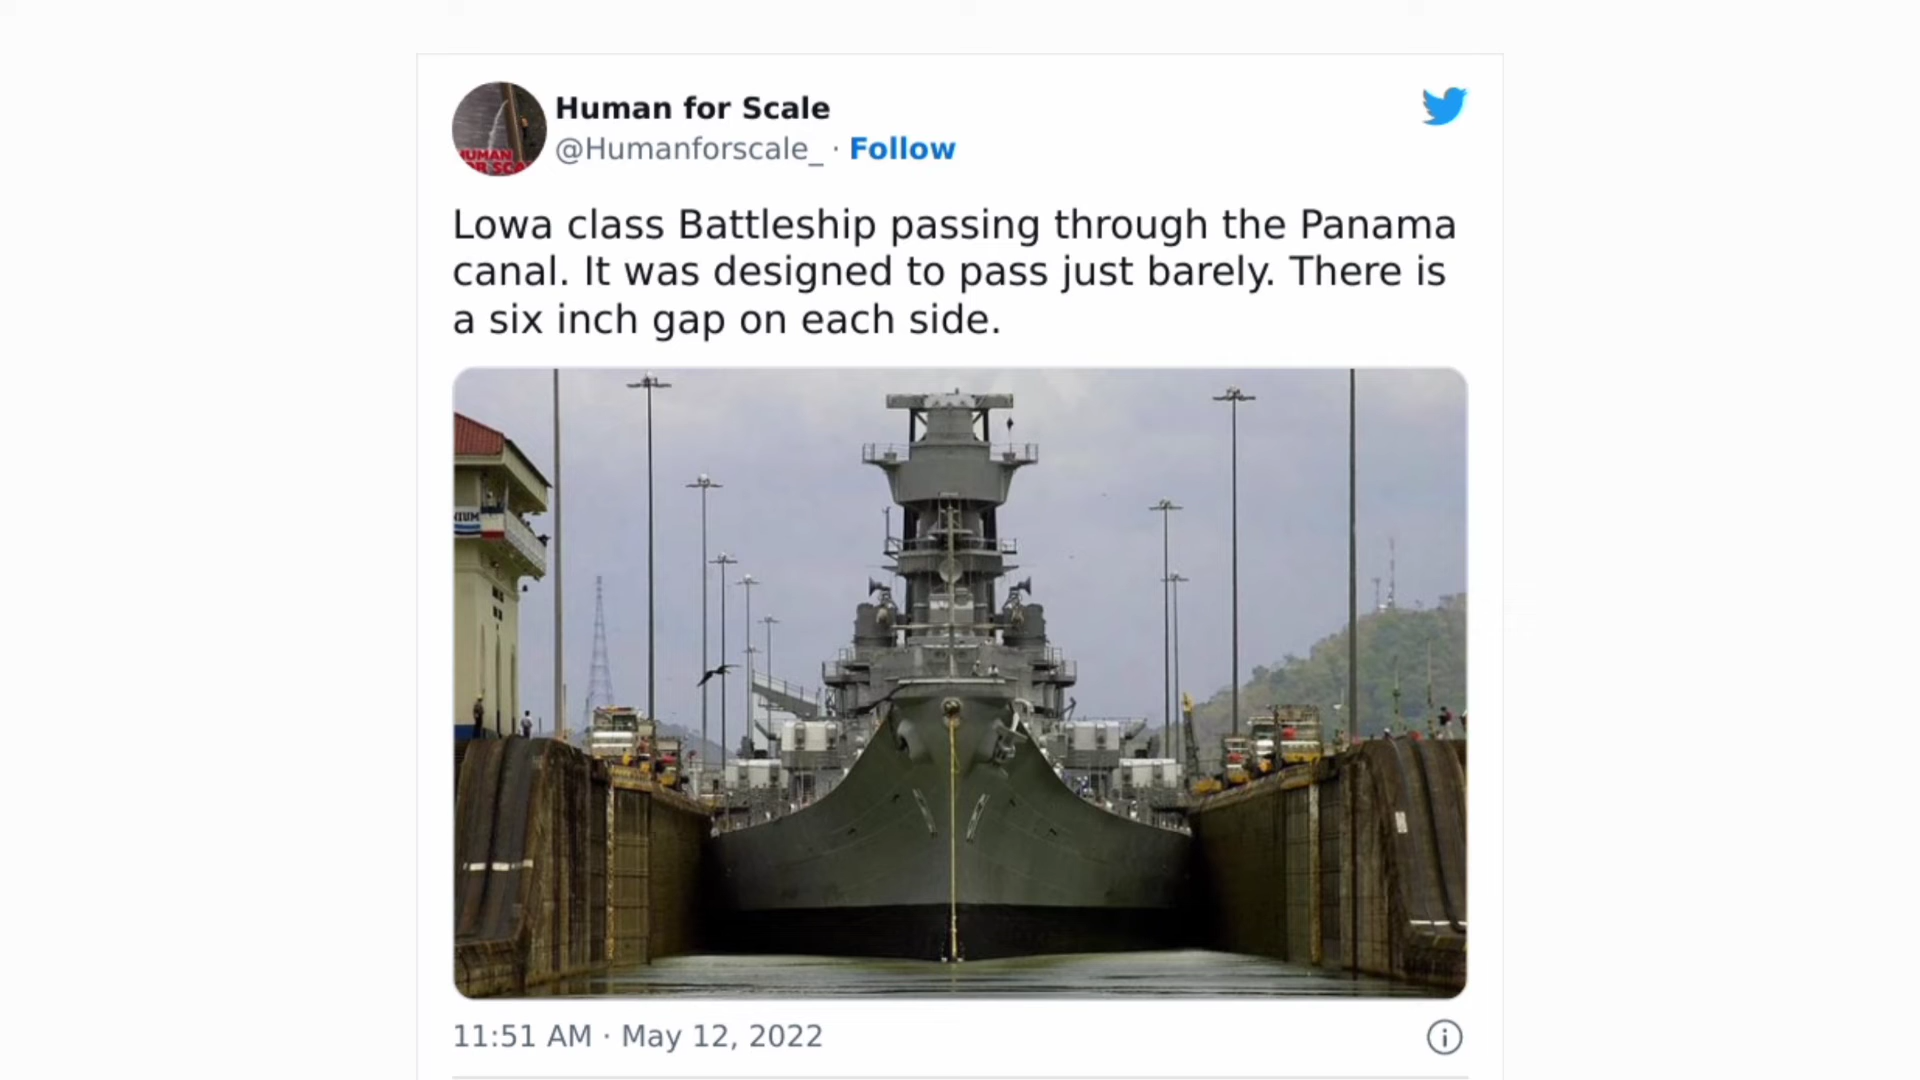 Human for Scale
@Humanforscale_ · Follow
Lowa class Battleship passing through the Panama
canal. It was designed to pass just barely. There is
a six inch gap on each side.
11:51 AM · May 12, 2022